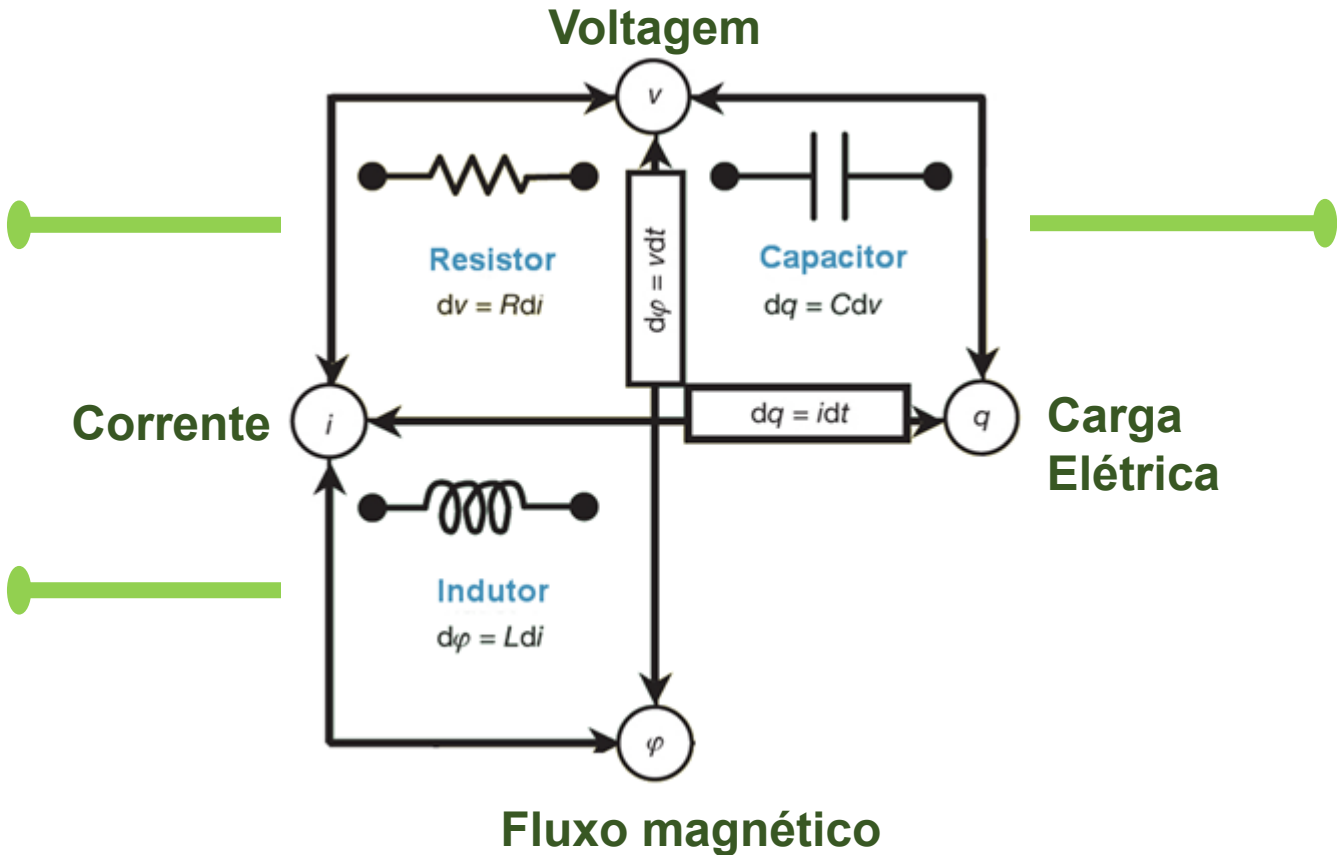 Voltagem
v
Resistor
dv = Rdi
dφ = vdt
Capacitor
dq = Cdv
Corrente
i
dq = idt
q
Carga
Elétrica
Indutor
dφ = Ldi
φ
Fluxo magnético